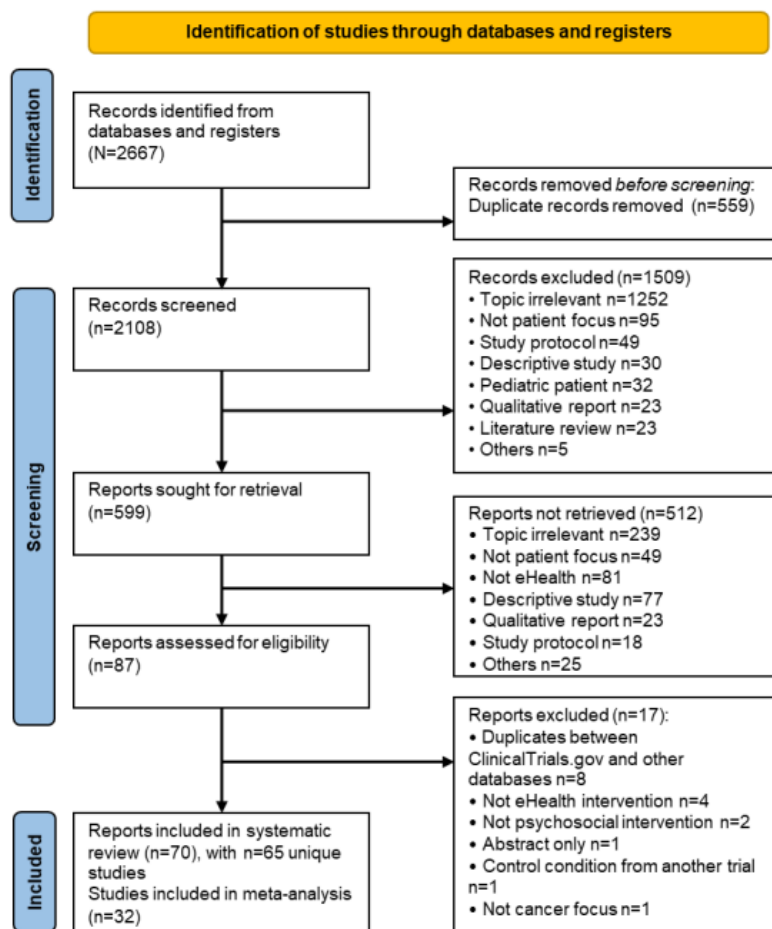 Identification of studies through databases and registers
Identification
Records identified from
databases and registers
(N=2667)
Records removed before screening:
Duplicate records removed (n=559)
Screening
Records screened
(n=2108)
Records excluded (n=1509)
• Topic irrelevant n=1252
• Not patient focus n=95
• Study protocol n=49
• Descriptive study n=30
• Pediatric patient n=32
• Qualitative report n=23
• Literature review n=23
• Others n=5
Reports sought for retrieval
(n=599)
Reports not retrieved (n=512)
• Topic irrelevant n=239
• Not patient focus n=49
• Not eHealth n=81
• Descriptive study n=77
• Qualitative report n=23
• Study protocol n=18
• Others n=25
Reports assessed for eligibility
(n=87)
Reports excluded (n=17):
• Duplicates between
ClinicalTrials.gov and other
databases n=8
• Not eHealth intervention n=4
• Not psychosocial intervention n=2
• Abstract only n=1
• Control condition from another trial
n=1
• Not cancer focus n=1
Included
Reports included in systematic
review (n=70), with n=65 unique
studies
Studies included in meta-analysis
(n=32)